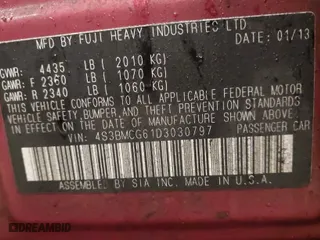 MFD BY FUJI HEAVY INDUSTRIES LTD.
DATE: 01/13
GVWR: 4435 LB ( 2010 KG)
GAWR: F 2360 LB ( 1070 KG)
GAWR: R 2340 LB ( 1060 KG)
THIS VEHICLE CONFORMS TO ALL APPLICABLE FEDERAL MOTOR
VEHICLE SAFETY, BUMPER, AND THEFT PREVENTION STANDARDS
IN EFFECT ON THE DATE OF MANUFACTURE SHOWN ABOVE.
VIN: 4S3BMCG61D3030797 PASSENGER CAR
ASSEMBLED BY SIA INC. MADE IN U.S.A.
© DREAMBID
dreambid.com